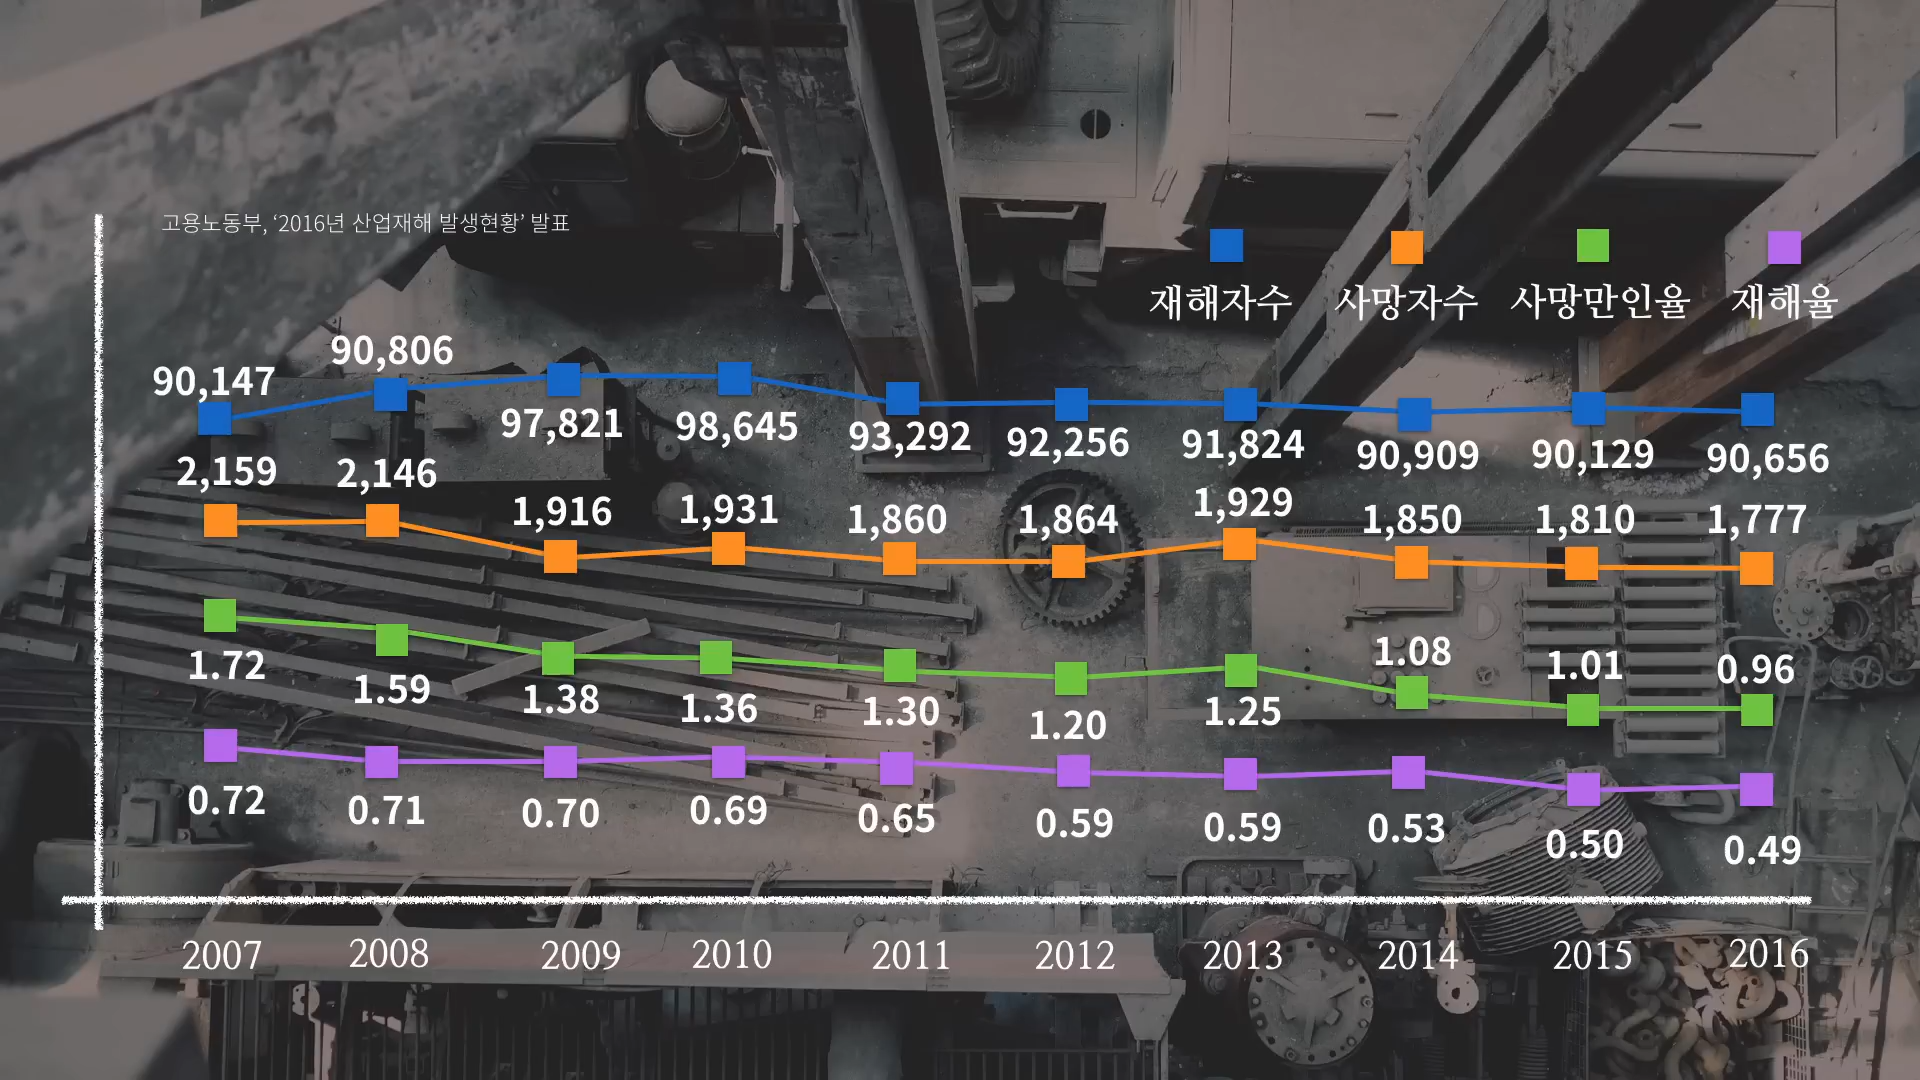 고용노동부, ‘2016년 산업재해 발생현황’ 발표
재해자수 사망자수 사망만인율 재해율
90,147 90,806 97,821 98,645 93,292 92,256 91,824 90,909 90,129 90,656
2,159 2,146 1,916 1,931 1,860 1,864 1,929 1,850 1,810 1,777
1.72 1.59 1.38 1.36 1.30 1.20 1.25 1.08 1.01 0.96
0.72 0.71 0.70 0.69 0.65 0.59 0.59 0.53 0.50 0.49
2007 2008 2009 2010 2011 2012 2013 2014 2015 2016